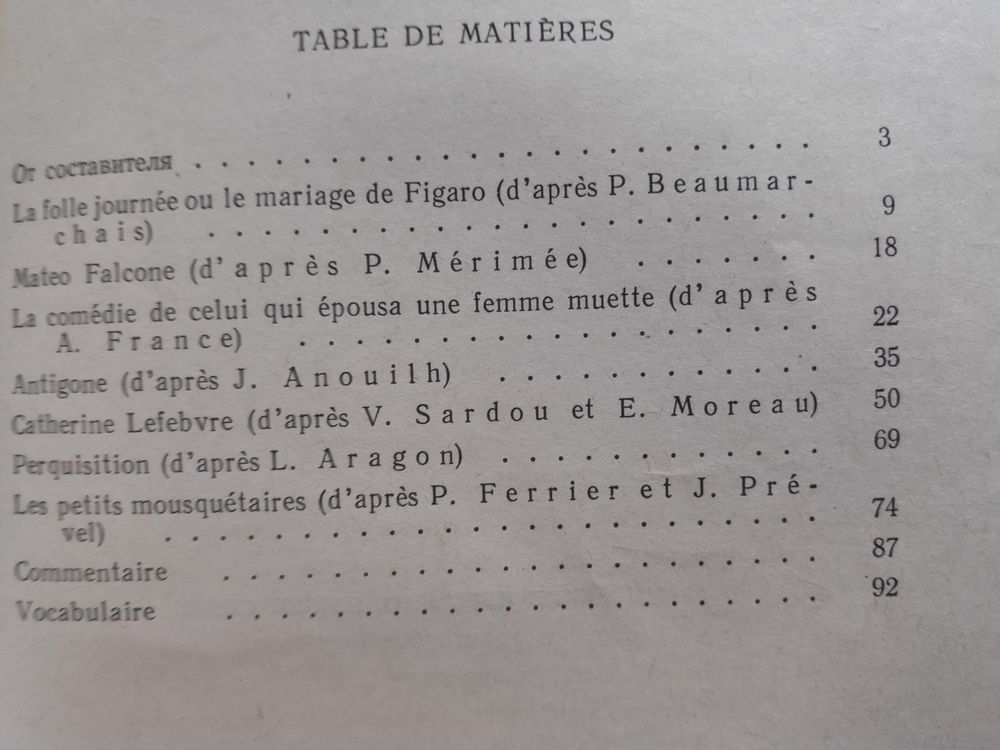 TABLE DE MATIÈRES
От составителя . . . . . . . . . . . . . . . . . . . . . . . 3
La folle journée ou le mariage de Figaro (d'après P. Beaumar-
chais) . . . . . . . . . . . . . . . . . . . . . . 9
Mateo Falcone (d'après P. Mérimée) . . . . . . . 18
La comédie de celui qui épousa une femme muette (d'après
A. France) . . . . . . . . . . . . . . . . . . . 22
Antigone (d'après J. Anouilh) . . . . . . . . . . . . 35
Catherine Lefebvre (d'après V. Sardou et E. Moreau) 50
Perquisition (d'après L. Aragon) . . . . . . . . . . . . 69
Les petits mousquétaires (d'après P. Ferrier et J. Pré-
vel) . . . . . . . . . . . . . . . . . . . . . . . . 74
Commentaire . . . . . . . . . . . . . . . . . . . . . . 87
Vocabulaire . . . . . . . . . . . . . . . . . . . . . . 92